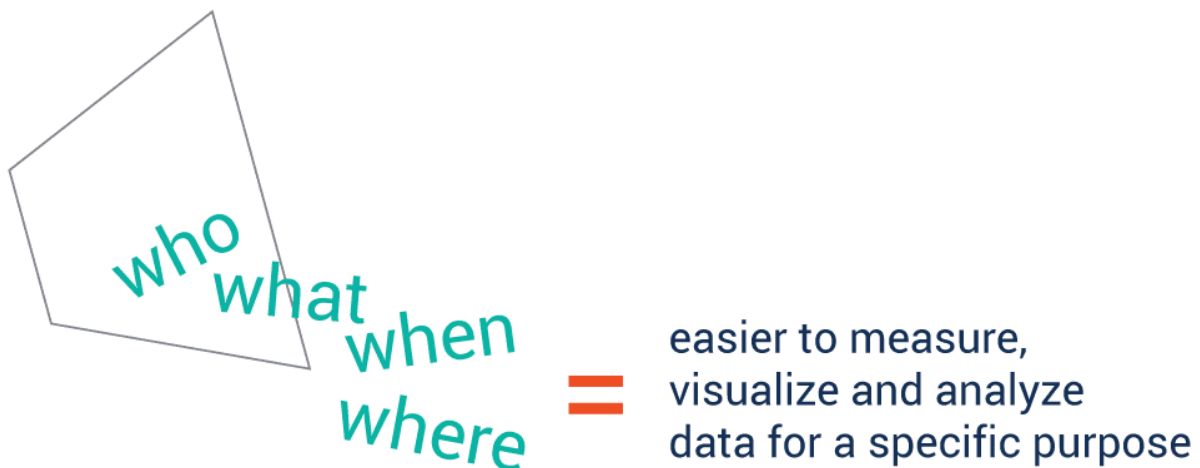 who
what
when
where
=
easier to measure,
visualize and analyze
data for a specific purpose